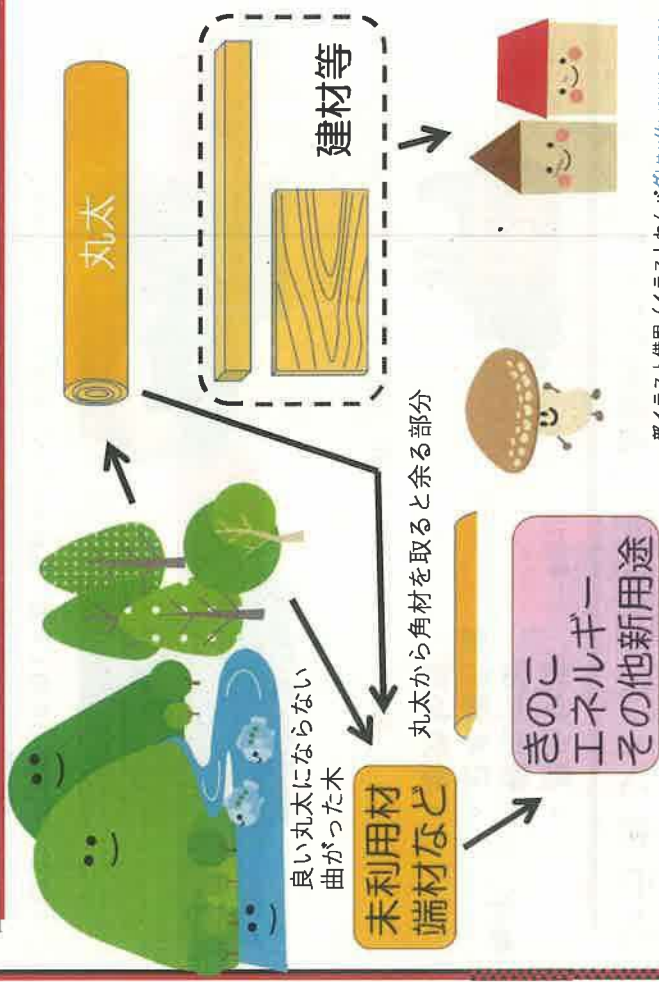 丸太
建材等
良い丸太にならない
曲がった木
丸太から角材を取ると余る部分
未利用材
端材など
きのこ
エネルギー
その他新用途